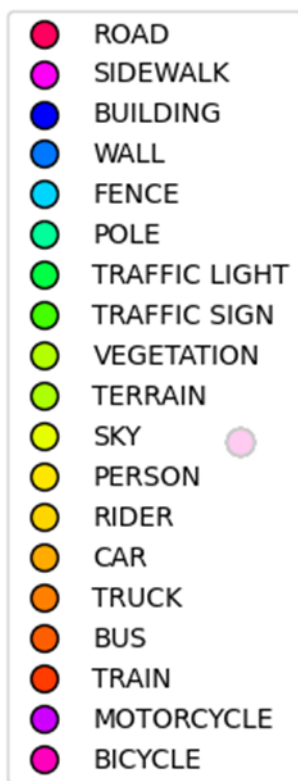 ROAD
SIDEWALK
BUILDING
WALL
FENCE
POLE
TRAFFIC LIGHT
TRAFFIC SIGN
VEGETATION
TERRAIN
SKY
PERSON
RIDER
CAR
TRUCK
BUS
TRAIN
MOTORCYCLE
BICYCLE